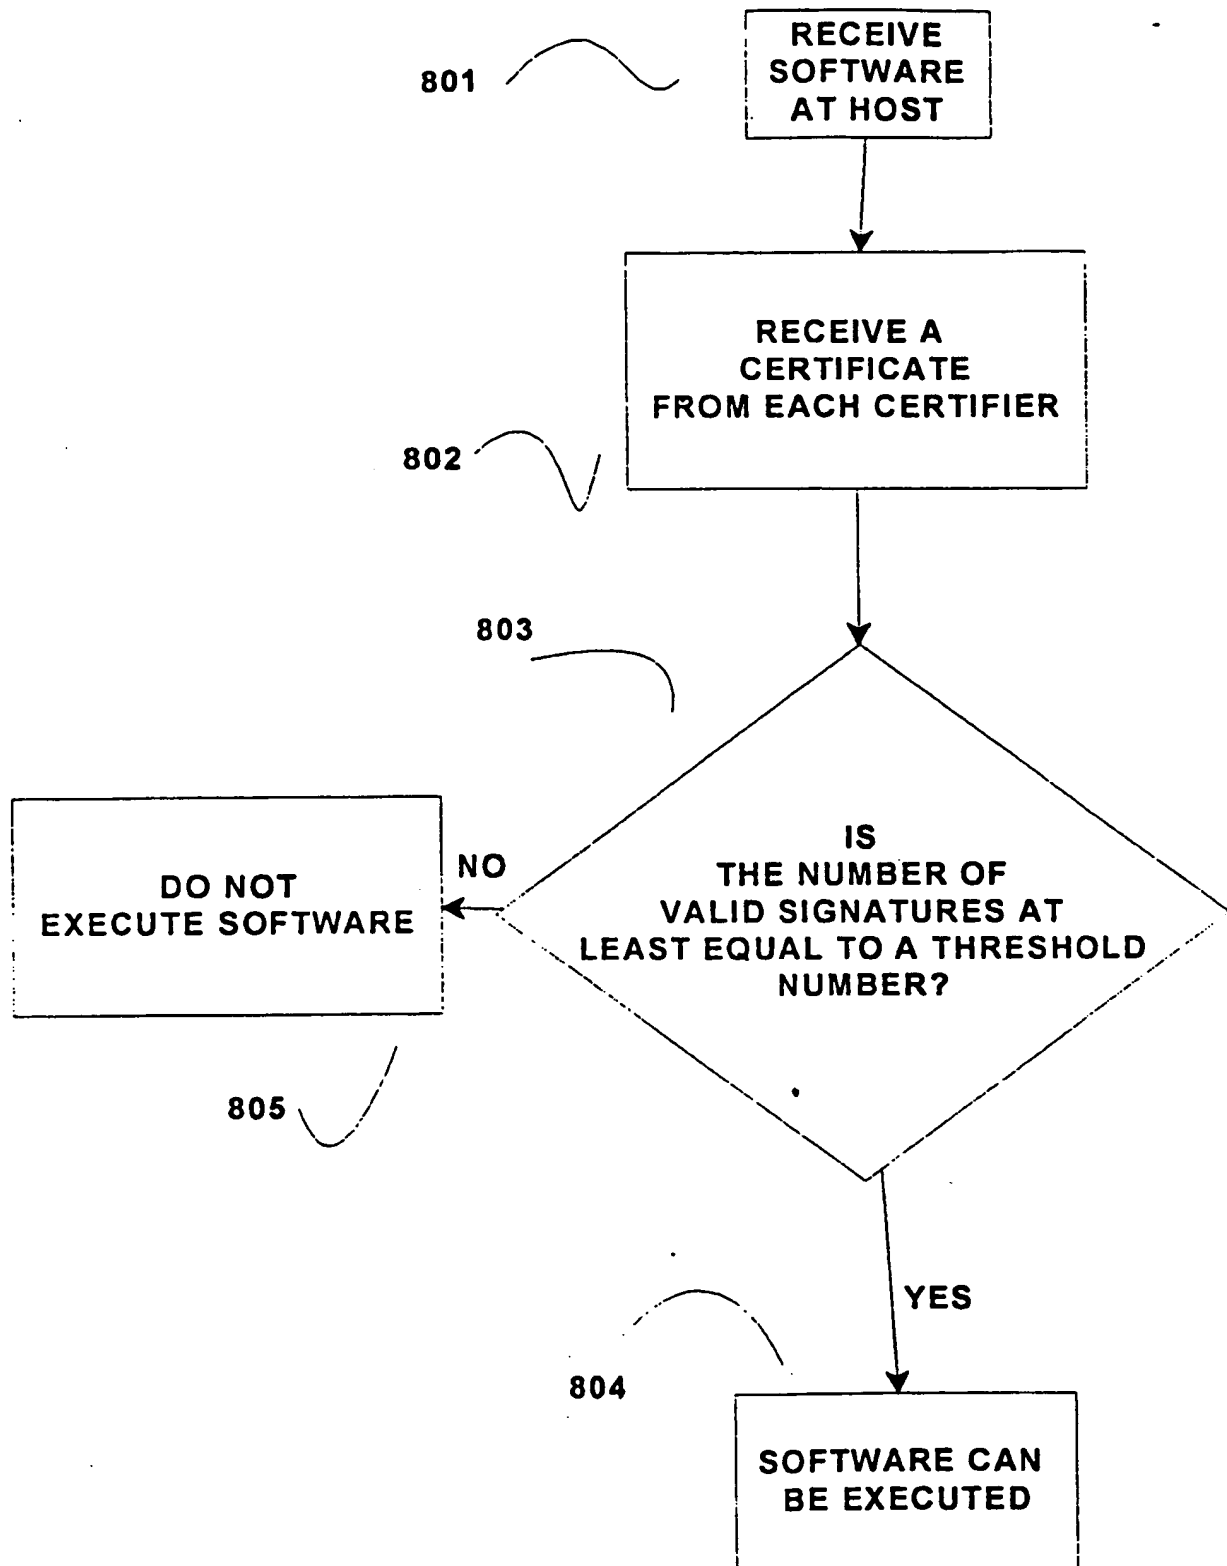 801
RECEIVE
SOFTWARE
AT HOST
RECEIVE A
CERTIFICATE
FROM EACH CERTIFIER
802
803
IS
THE NUMBER OF
VALID SIGNATURES AT
LEAST EQUAL TO A THRESHOLD
NUMBER?
NO
DO NOT
EXECUTE SOFTWARE
805
YES
804
SOFTWARE CAN
BE EXECUTED